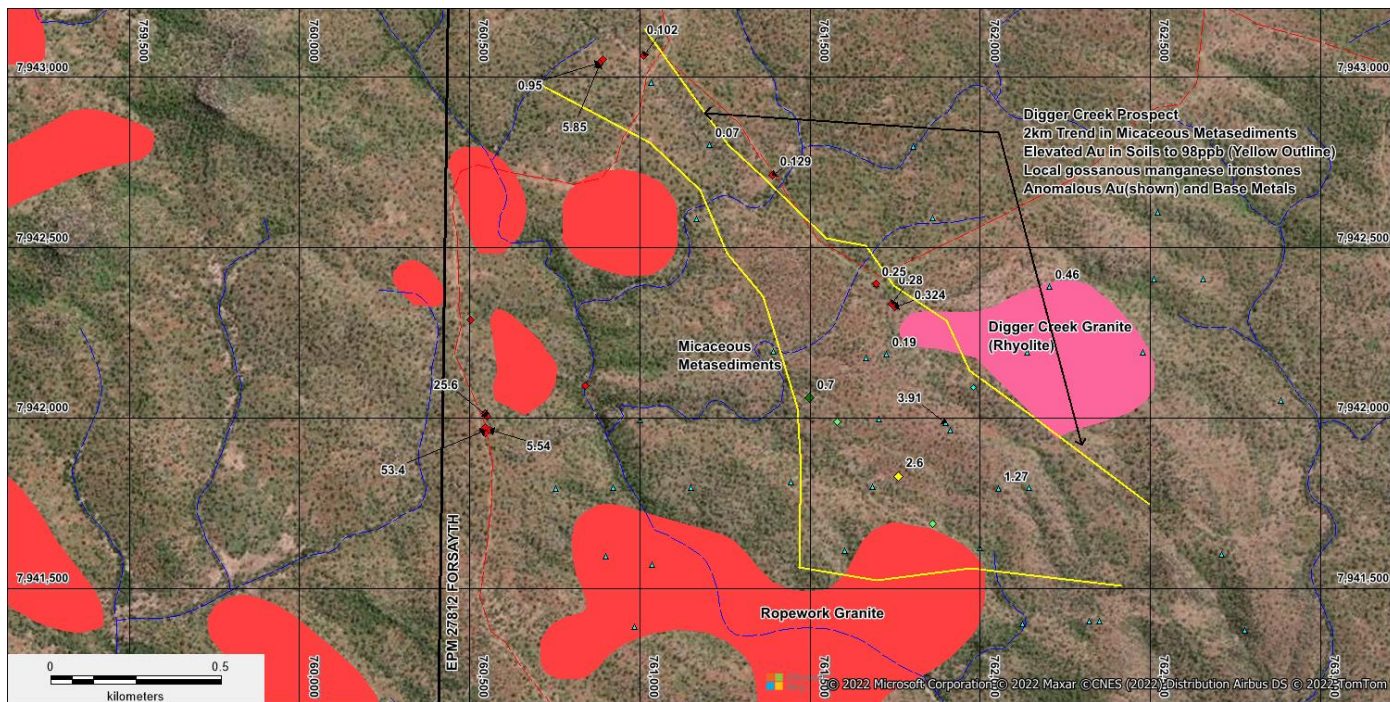 759,500
760,000
760,500
761,500
762,000
762,500
0.102
7,943,000
7,943,000
0.95
5.85
0.07
0.129
Digger Creek Prospect
2km Trend in Micaceous Metasediments
Elevated Au in Soils to 98ppb (Yellow Outline)
Local gossanous manganese ironstones
Anomalous Au(shown) and Base Metals
7,942,500
7,942,500
0.25
0.28
0.324
0.46
Digger Creek Granite
(Rhyolite)
Micaceous
Metasediments
0.19
0.7
25.6
3.91
7,942,000
7,942,000
5.54
53.4
2.6
1.27
EPM 27812 FORSAYTH
7,941,500
7,941,500
Ropework Granite
0 0.5
kilometers
760,000
760,500
761,000
© 2022 Microsoft Corporation © 2022 Maxar ©CNES (2022) Distribution Airbus DS © 2022 TomTom